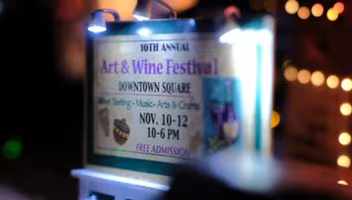 10TH ANNUAL
Art & Wine Festival
DOWNTOWN SQUARE
Wine Tasting - Music - Arts & Crafts
NOV. 10-12
10-6 PM
FREE ADMISSION